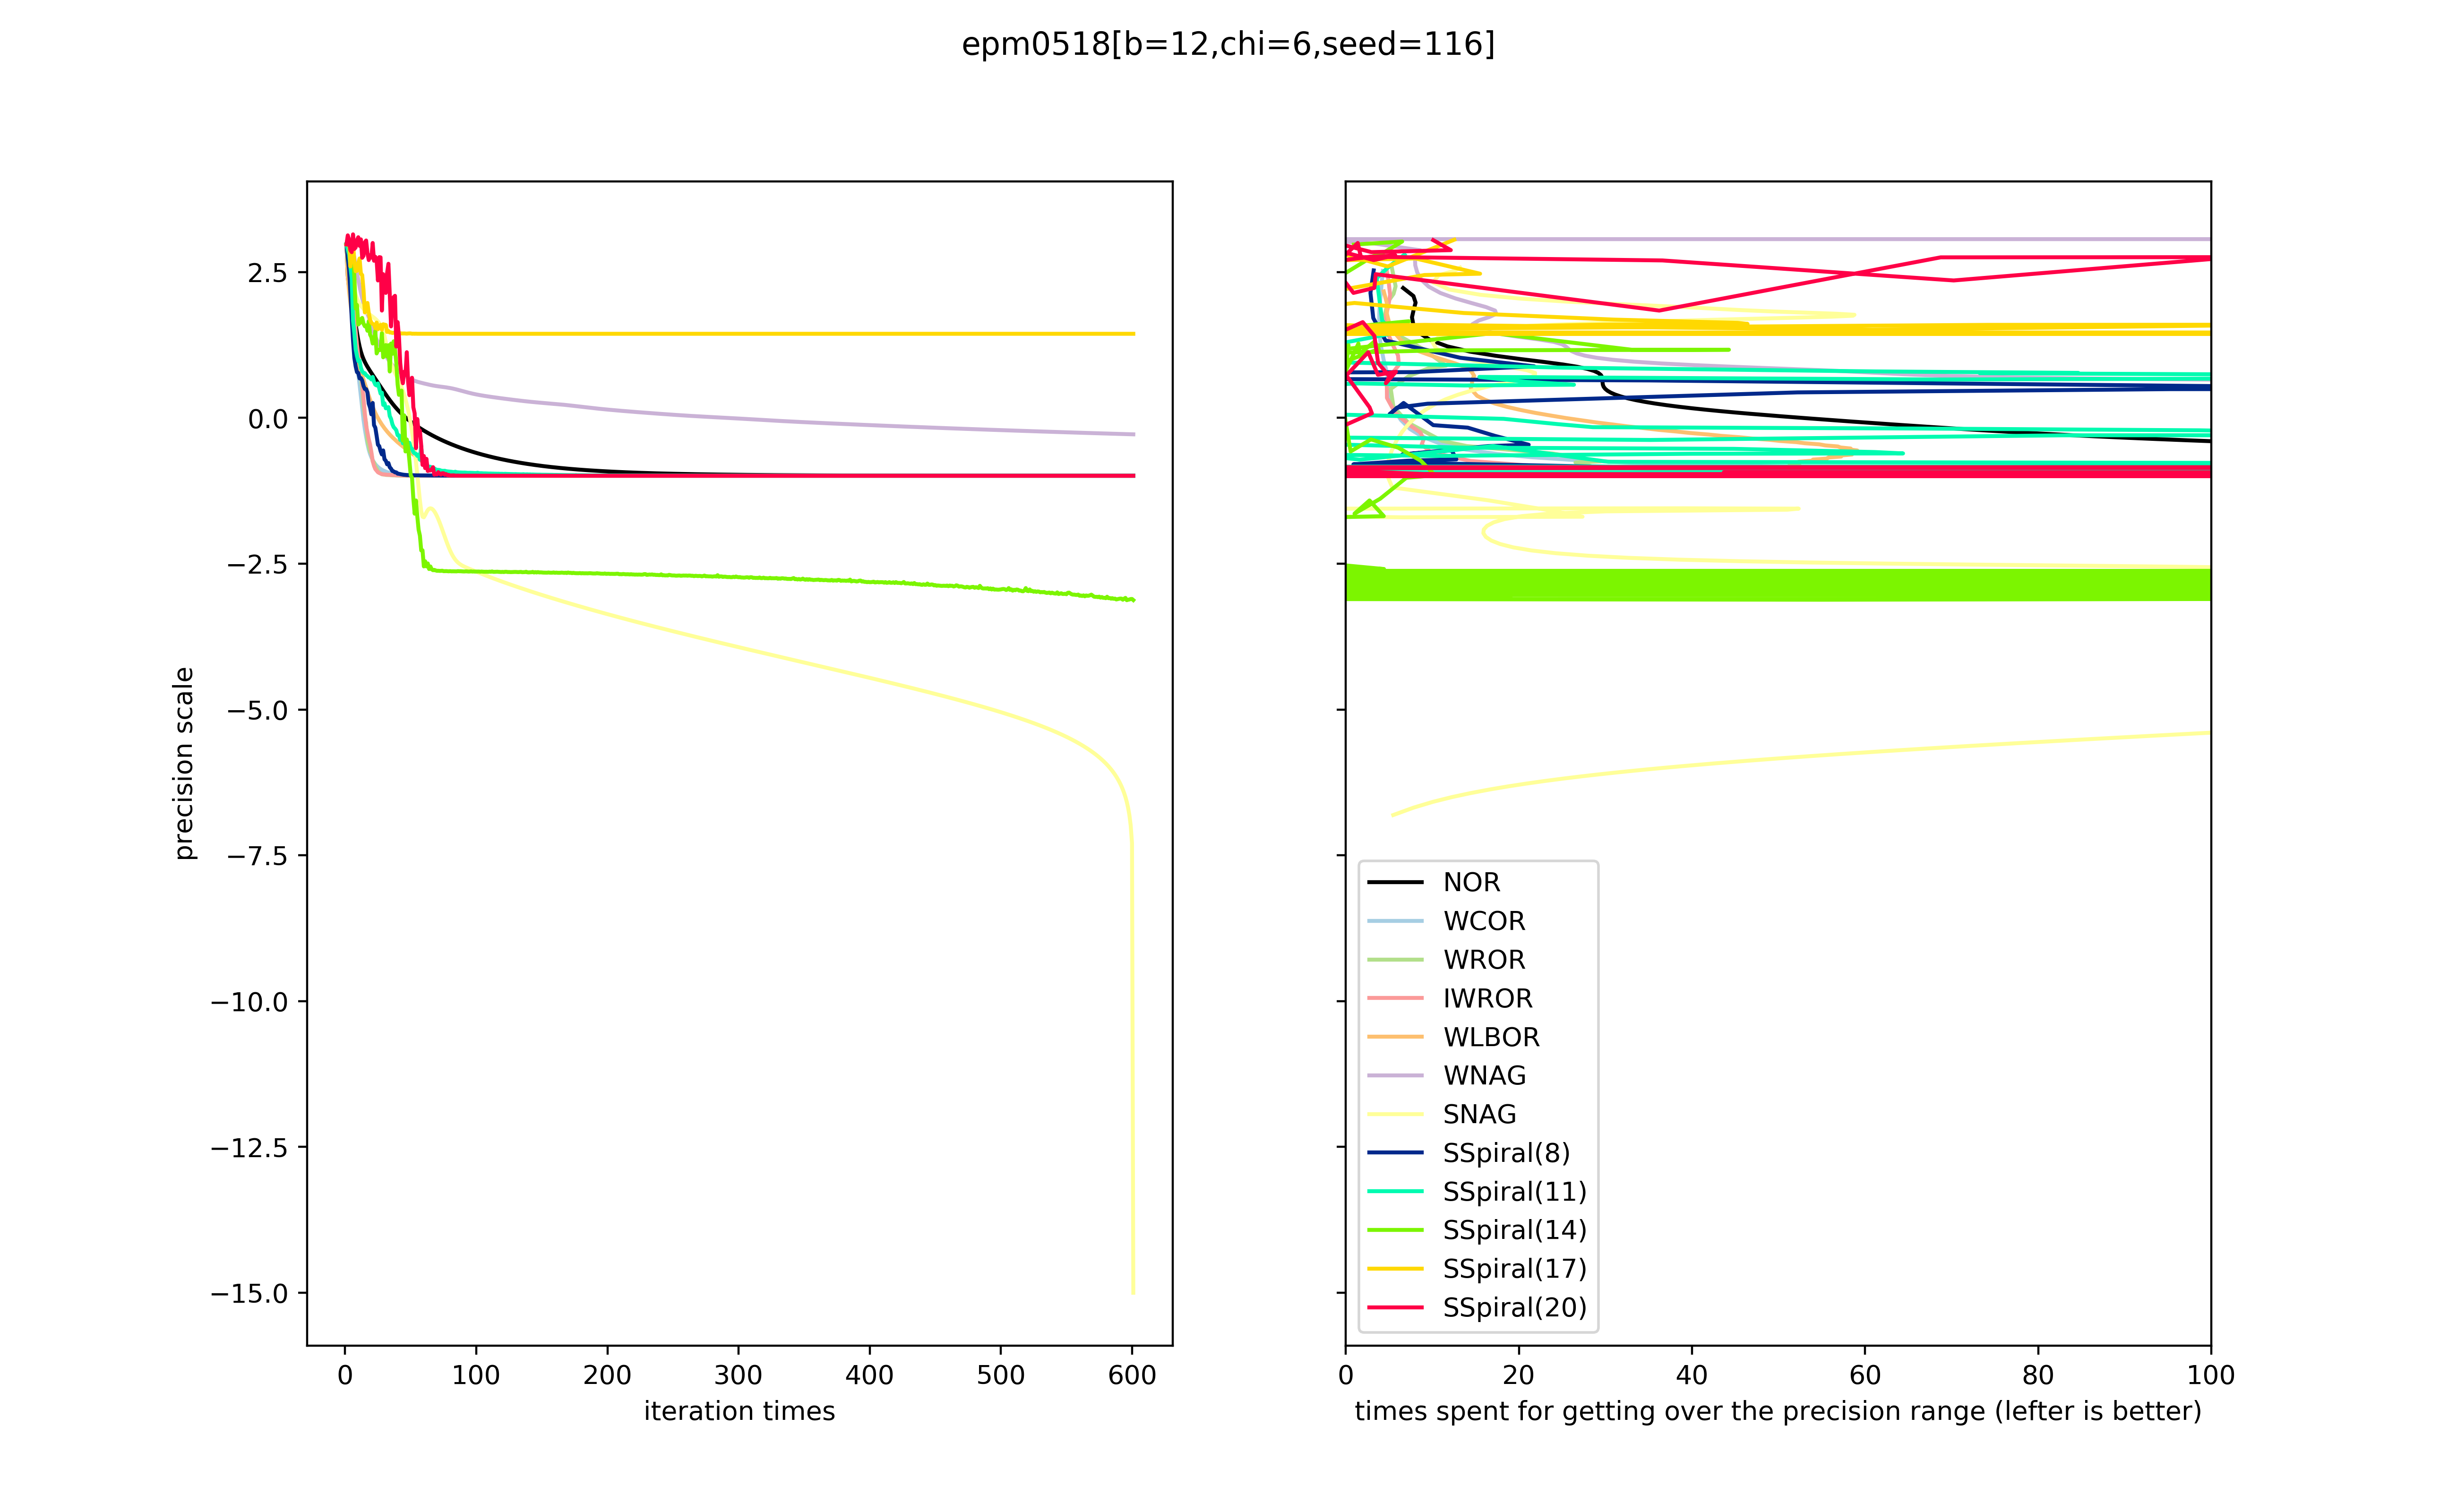 epm0518[b=12,chi=6,seed=116]
precision scale
2.5
0.0
−2.5
−5.0
−7.5
−10.0
−12.5
−15.0
0 100 200 300 400 500 600
iteration times
NOR
WCOR
WROR
IWROR
WLBOR
WNAG
SNAG
SSpiral(8)
SSpiral(11)
SSpiral(14)
SSpiral(17)
SSpiral(20)
0 20 40 60 80 100
times spent for getting over the precision range (lefter is better)